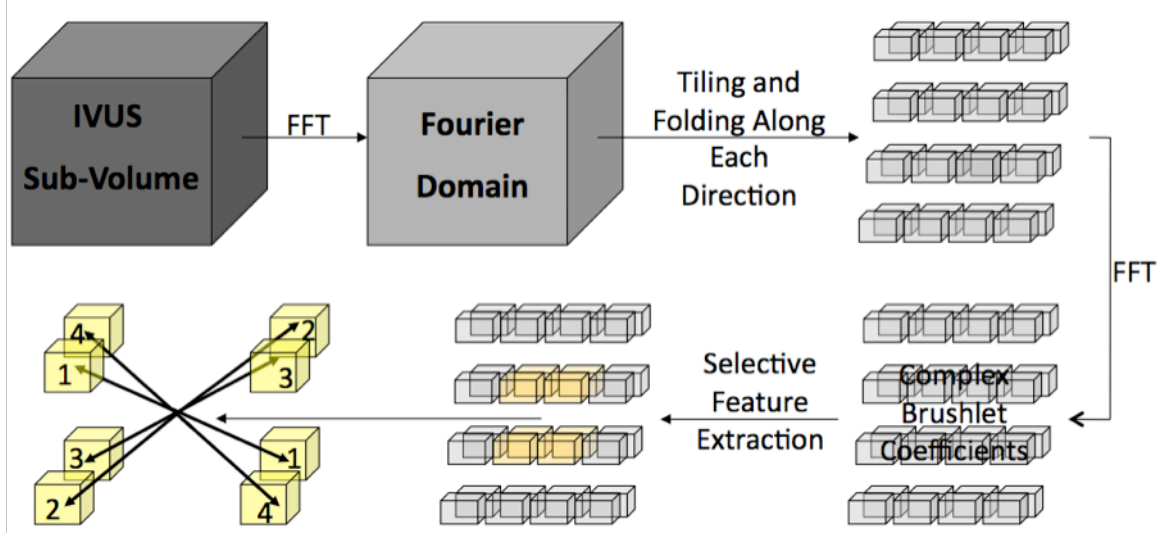 IVUS
Sub-Volume
FFT
Fourier
Domain
Tiling and
Folding Along
Each
Direction
FFT
Complex
Brushlet
Coefficients
Selective
Feature
Extraction
4
1
2
3
3
2
1
4